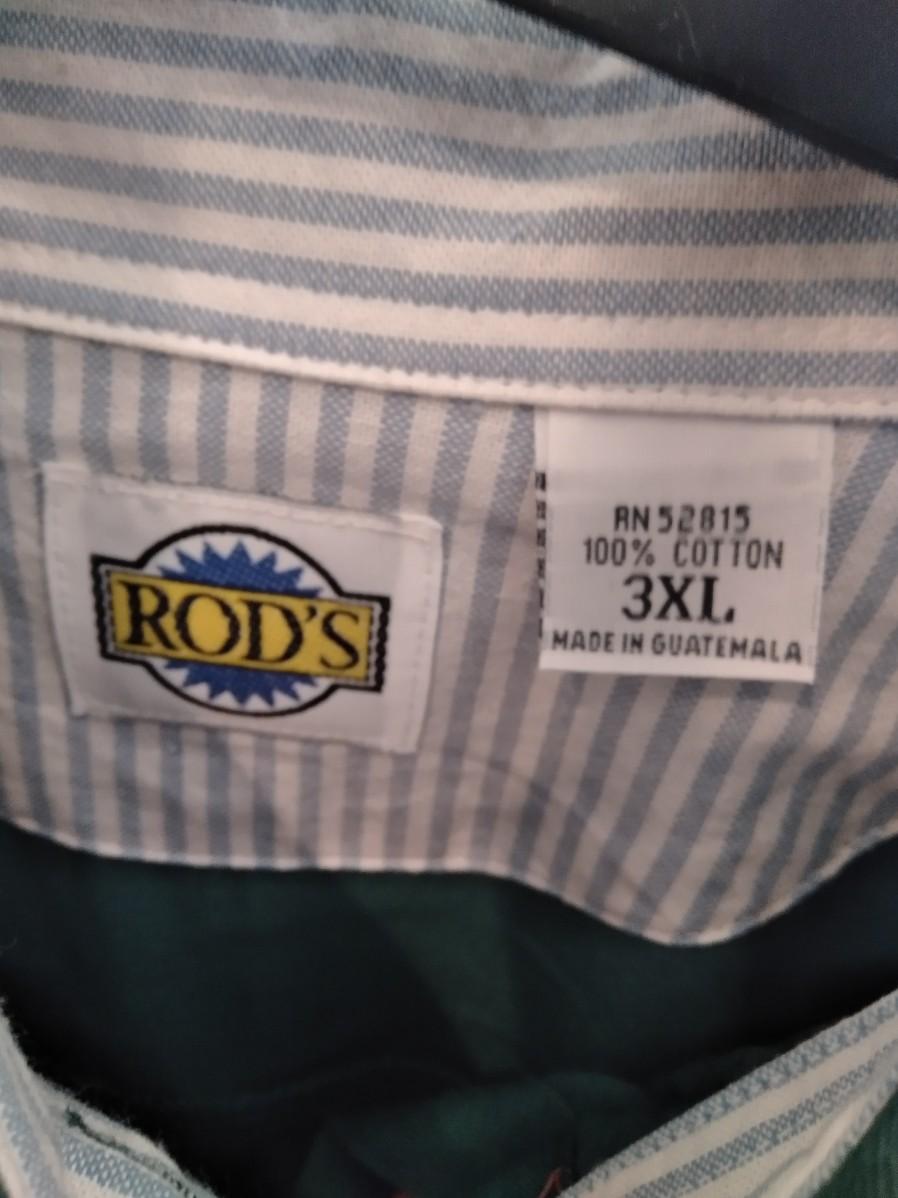 ROD'S
RN 52815
100% COTTON
3XL
MADE IN GUATEMALA